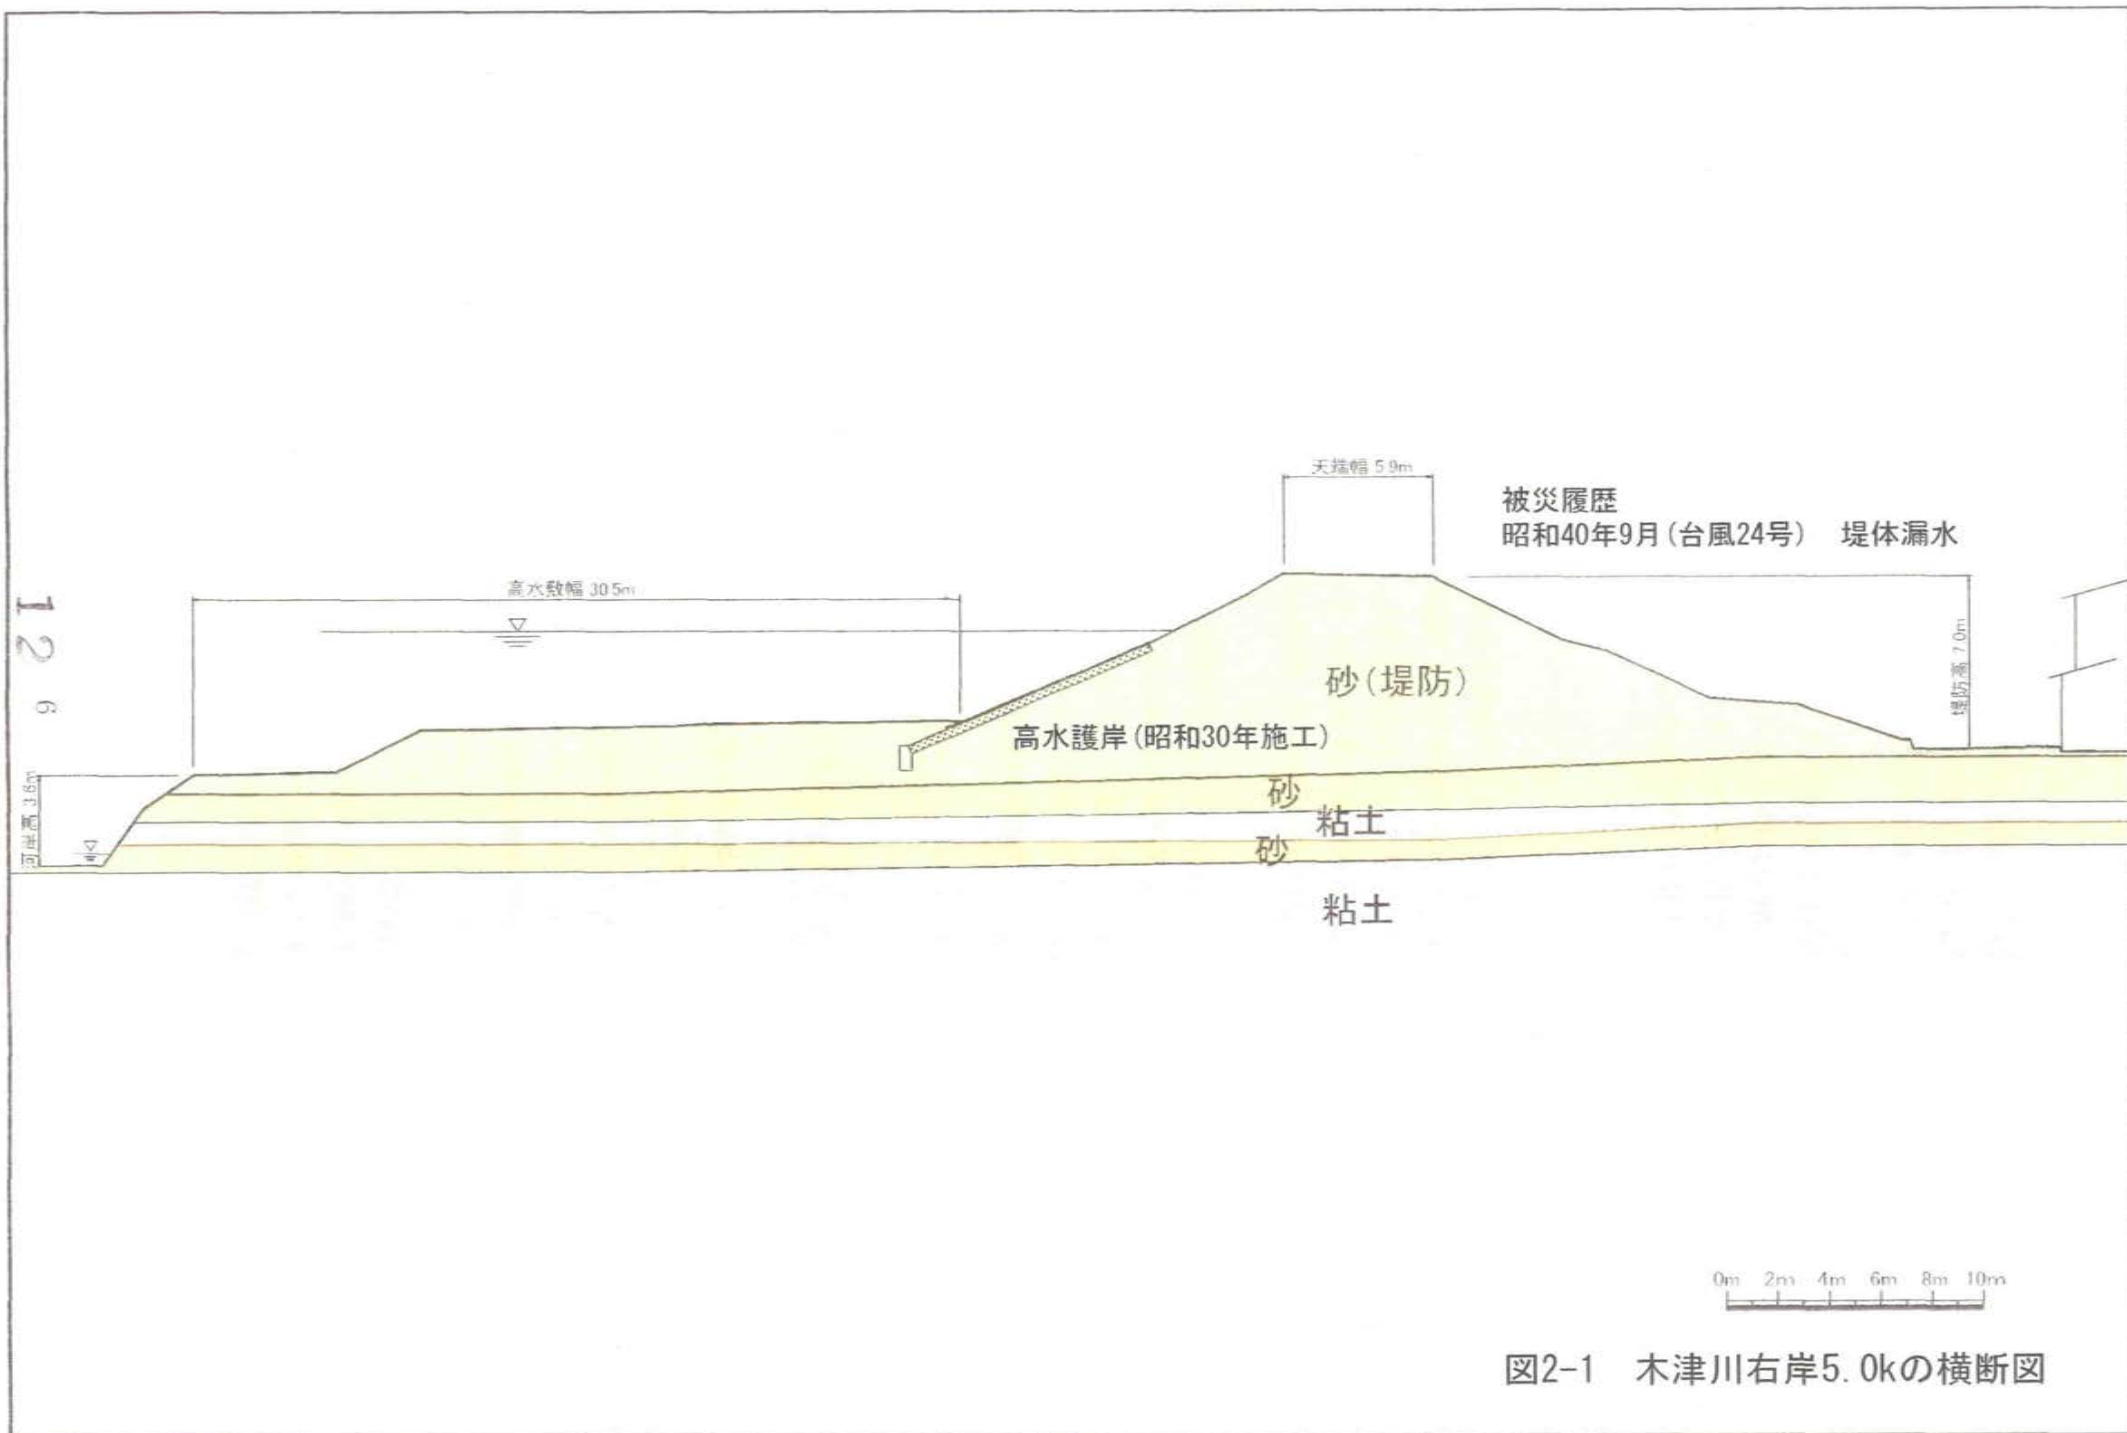 天端幅 5.9m
被災履歴
昭和40年9月(台風24号) 堤体漏水
高水敷幅 30.5m
126
堤防高 7.0m
砂(堤防)
高水護岸(昭和30年施工)
河岸高 3.6m
砂
粘土
砂
粘土
0m 2m 4m 6m 8m 10m
図2-1 木津川右岸5.0kの横断図